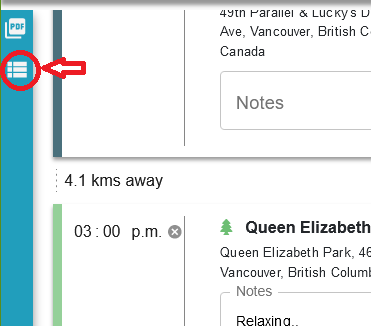 PDF
49th Parallel & Lucky's
Ave, Vancouver, British
Canada
Notes
4.1 kms away
03 : 00 p.m.
Queen Elizabeth
Queen Elizabeth Park, 46
Vancouver, British
Notes
Relaxing..